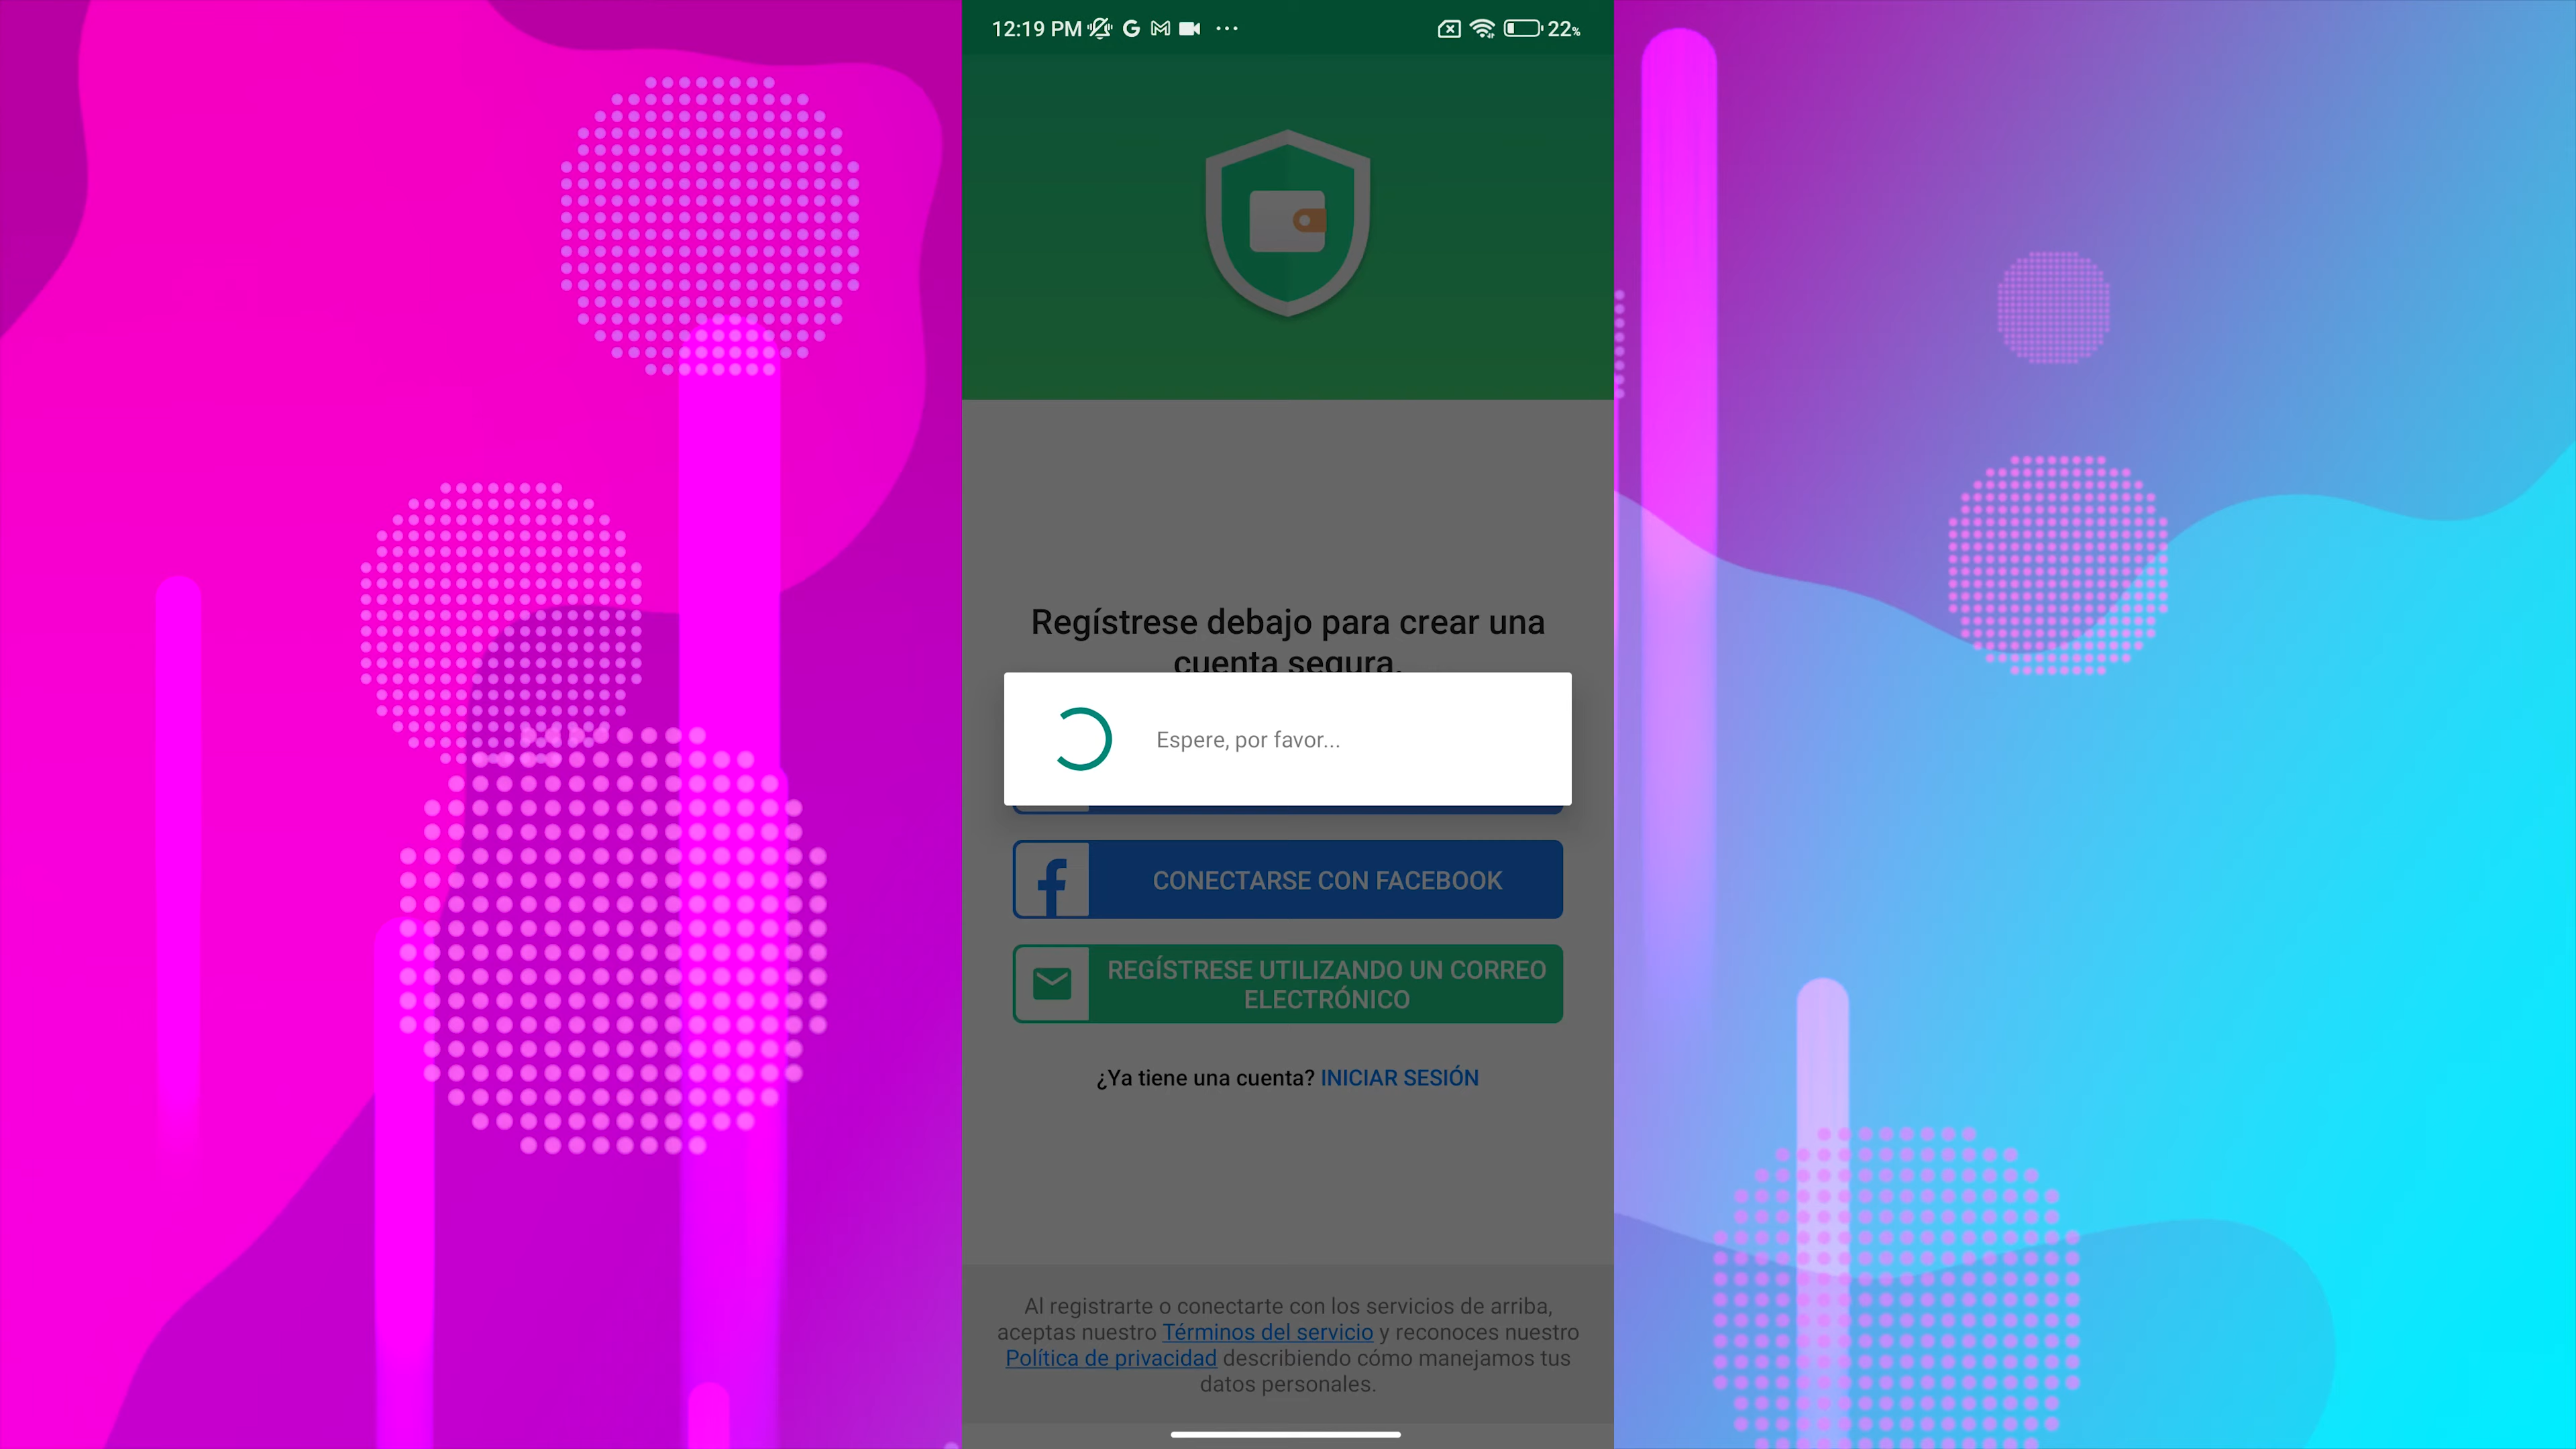 12:19 PM
22%
Regístrese debajo para crear una
cuenta segura.
Espere, por favor...
CONECTARSE CON FACEBOOK
REGÍSTRESE UTILIZANDO UN CORREO
ELECTRÓNICO
¿Ya tiene una cuenta? INICIAR SESIÓN
Al registrarte o conectarte con los servicios de arriba,
aceptas nuestro Términos del servicio y reconoces nuestro
Política de privacidad describiendo cómo manejamos tus
datos personales.